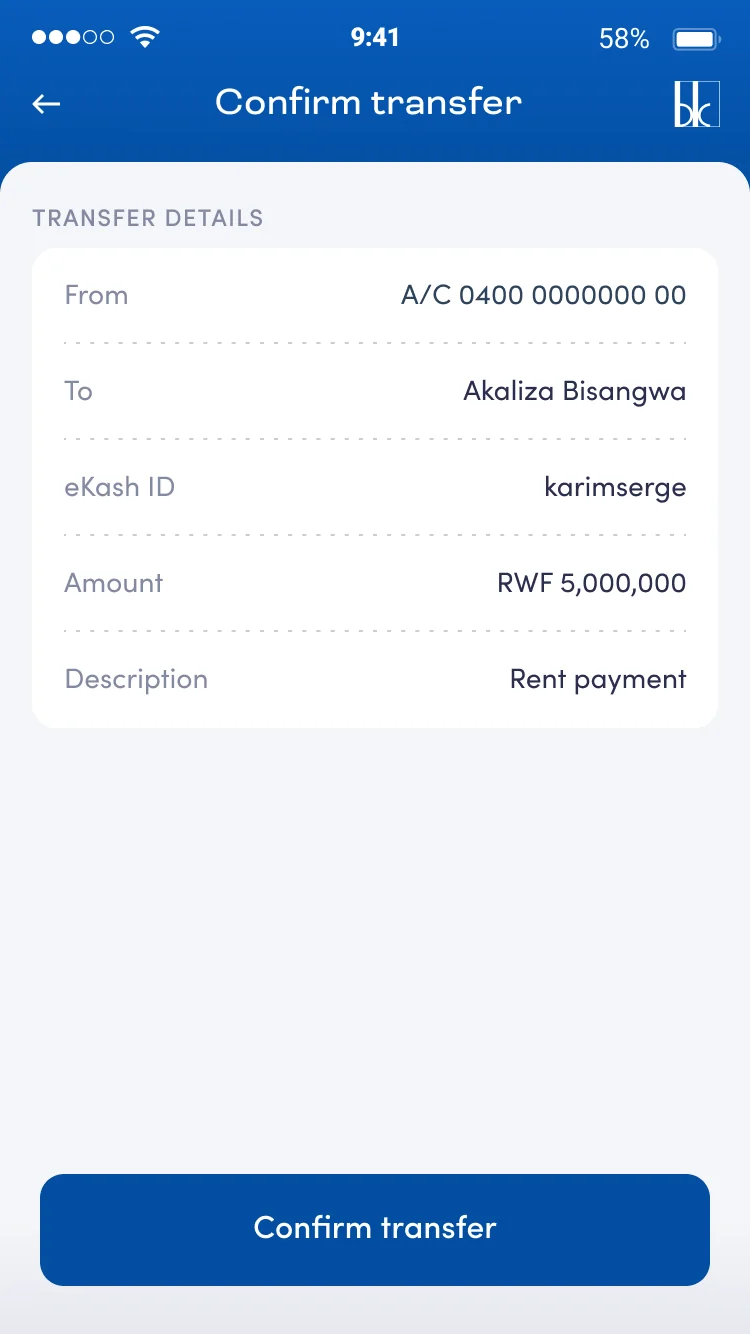 9:41
58%
Confirm transfer
bk
TRANSFER DETAILS
From
A/C 0400 0000000 00
To
Akaliza Bisangwa
eKash ID
karimserge
Amount
RWF 5,000,000
Description
Rent payment
Confirm transfer